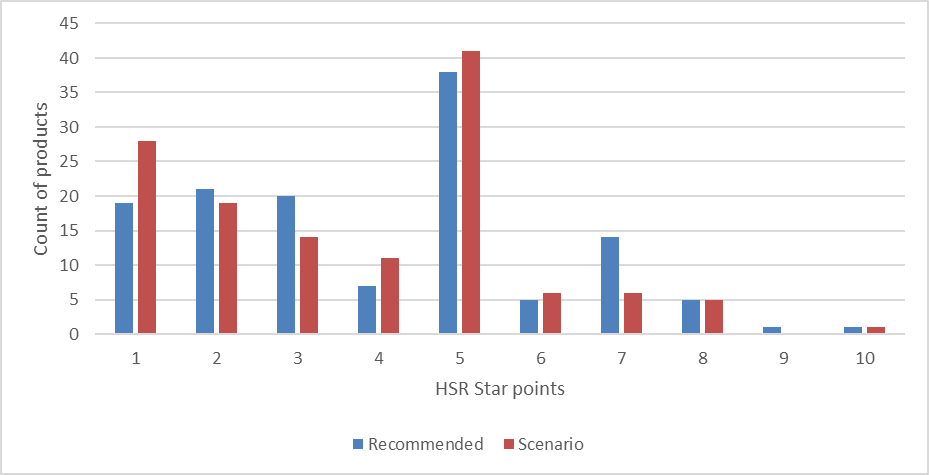 45
40
35
30
25
20
15
10
5
0
Count of products
1 2 3 4 5 6 7 8 9 10
HSR Star points
Recommended Scenario